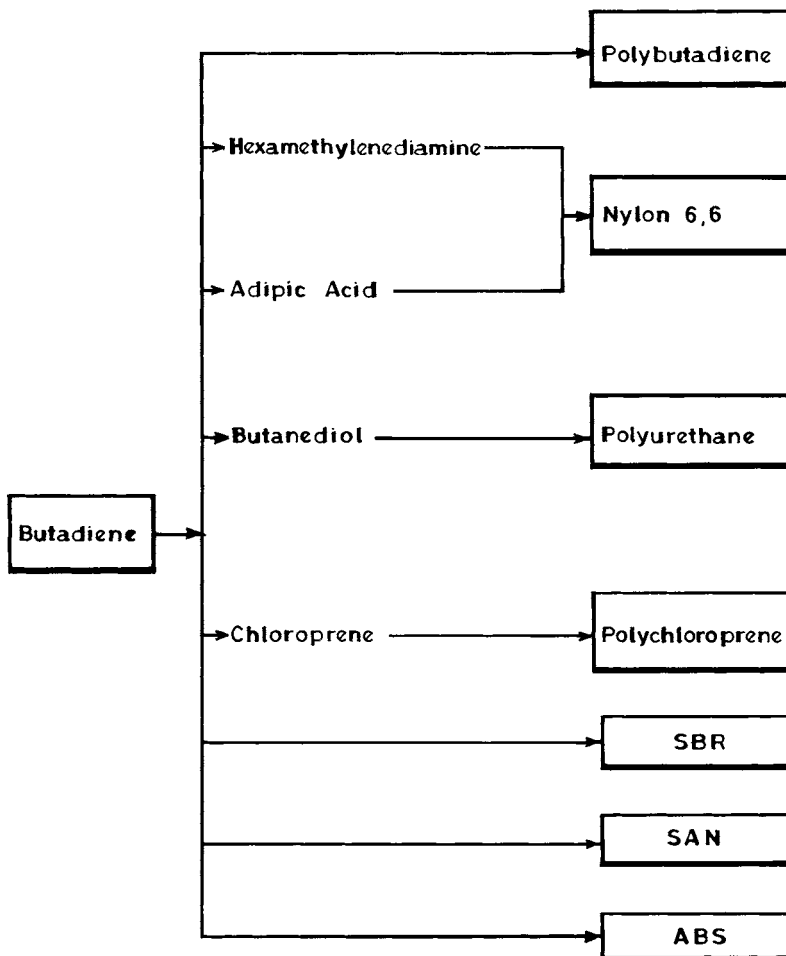 Polybutadiene
Hexamethylenediamine
Nylon 6,6
Adipic Acid
Butanediol
Polyurethane
Butadiene
Chloroprene
Polychloroprene
SBR
SAN
ABS